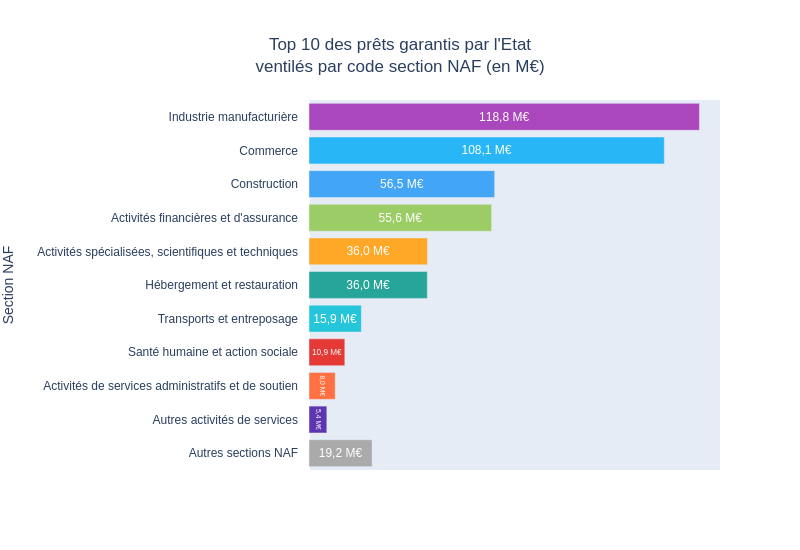 Top 10 des prêts garantis par l'Etat
ventilés par code section NAF (en M€)
Section NAF
Industrie manufacturière 118,8 M€
Commerce 108,1 M€
Construction 56,5 M€
Activités financières et d'assurance 55,6 M€
Activités spécialisées, scientifiques et techniques 36,0 M€
Hébergement et restauration 36,0 M€
Transports et entreposage 15,9 M€
Santé humaine et action sociale 10,9 M€
Activités de services administratifs et de soutien 8,0 M€
Autres activités de services 5,4 M€
Autres sections NAF 19,2 M€